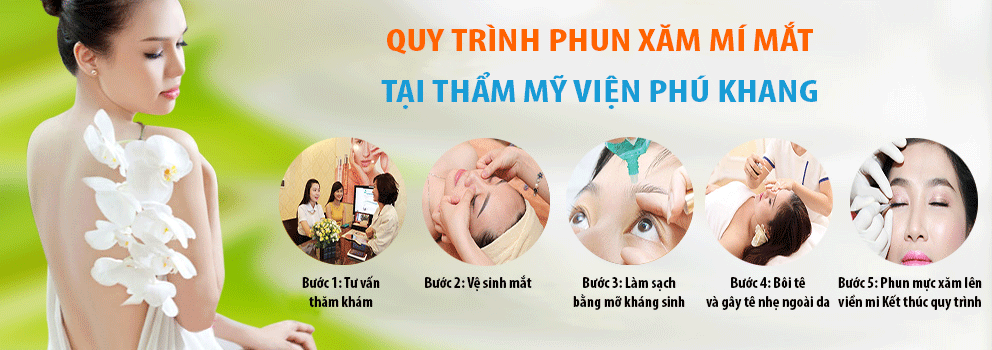 QUY TRÌNH PHUN XĂM MÍ MẮT
TẠI THẨM MỸ VIỆN PHÚ KHANG
Bước 1: Tư vấn
thăm khám
Bước 2: Vệ sinh mắt
Bước 3: Làm sạch
bằng mỡ kháng sinh
Bước 4: Bôi tê
và gây tê nhẹ ngoài da
Bước 5: Phun mực xăm lên
viền mi Kết thúc quy trình